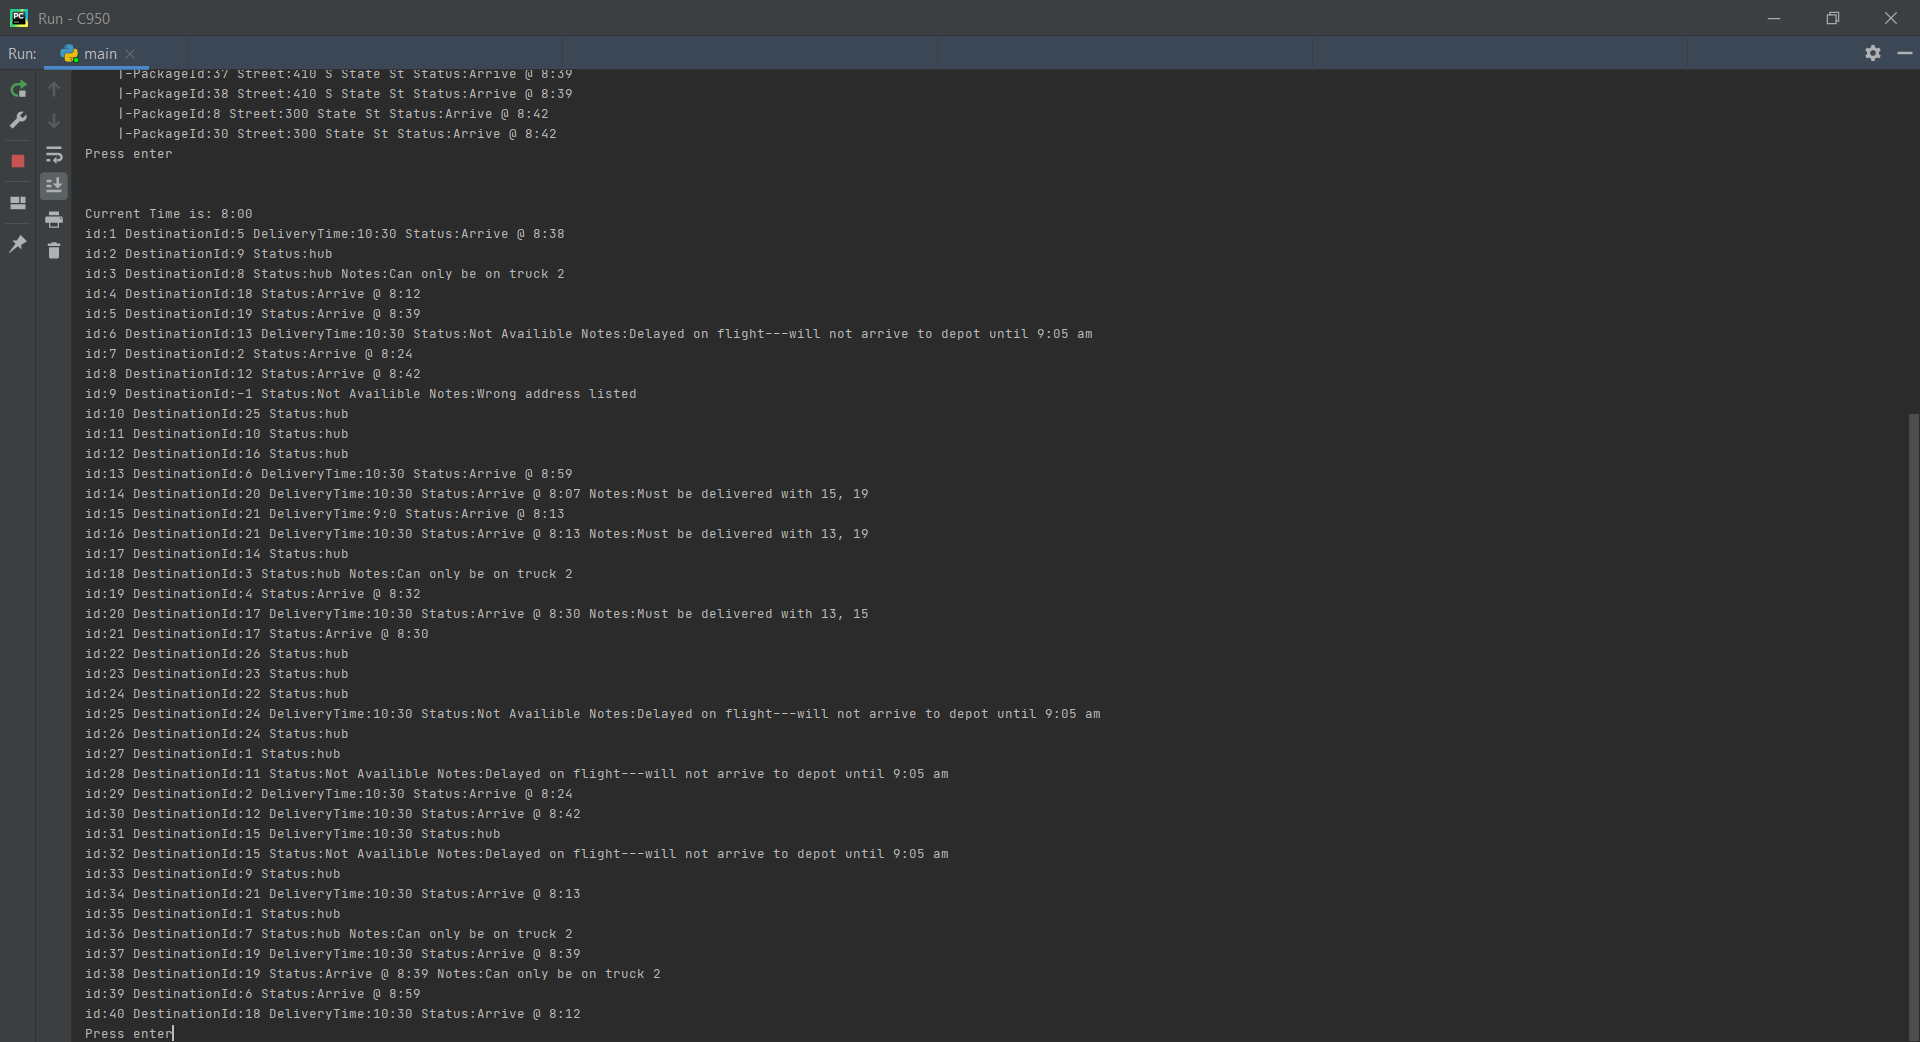 Run - C950
Run: main
|-PackageId:37 Street:410 S State St Status:Arrive @ 8:39
|-PackageId:38 Street:410 S State St Status:Arrive @ 8:39
|-PackageId:8 Street:300 State St Status:Arrive @ 8:42
|-PackageId:30 Street:300 State St Status:Arrive @ 8:42
Press enter
Current Time is: 8:00
id:1 DestinationId:5 DeliveryTime:10:30 Status:Arrive @ 8:38
id:2 DestinationId:9 Status:hub
id:3 DestinationId:8 Status:hub Notes:Can only be on truck 2
id:4 DestinationId:18 Status:Arrive @ 8:12
id:5 DestinationId:19 Status:Arrive @ 8:39
id:6 DestinationId:13 DeliveryTime:10:30 Status:Not Availible Notes:Delayed on flight---will not arrive to depot until 9:05 am
id:7 DestinationId:2 Status:Arrive @ 8:24
id:8 DestinationId:12 Status:Arrive @ 8:42
id:9 DestinationId:-1 Status:Not Availible Notes:Wrong address listed
id:10 DestinationId:25 Status:hub
id:11 DestinationId:10 Status:hub
id:12 DestinationId:16 Status:hub
id:13 DestinationId:6 DeliveryTime:10:30 Status:Arrive @ 8:59
id:14 DestinationId:20 DeliveryTime:10:30 Status:Arrive @ 8:07 Notes:Must be delivered with 15, 19
id:15 DestinationId:21 DeliveryTime:9:0 Status:Arrive @ 8:13
id:16 DestinationId:21 DeliveryTime:10:30 Status:Arrive @ 8:13 Notes:Must be delivered with 13, 19
id:17 DestinationId:14 Status:hub
id:18 DestinationId:3 Status:hub Notes:Can only be on truck 2
id:19 DestinationId:4 Status:Arrive @ 8:32
id:20 DestinationId:17 DeliveryTime:10:30 Status:Arrive @ 8:30 Notes:Must be delivered with 13, 15
id:21 DestinationId:17 Status:Arrive @ 8:30
id:22 DestinationId:26 Status:hub
id:23 DestinationId:23 Status:hub
id:24 DestinationId:22 Status:hub
id:25 DestinationId:24 DeliveryTime:10:30 Status:Not Availible Notes:Delayed on flight---will not arrive to depot until 9:05 am
id:26 DestinationId:24 Status:hub
id:27 DestinationId:1 Status:hub
id:28 DestinationId:11 Status:Not Availible Notes:Delayed on flight---will not arrive to depot until 9:05 am
id:29 DestinationId:2 DeliveryTime:10:30 Status:Arrive @ 8:24
id:30 DestinationId:12 DeliveryTime:10:30 Status:Arrive @ 8:42
id:31 DestinationId:15 DeliveryTime:10:30 Status:hub
id:32 DestinationId:15 Status:Not Availible Notes:Delayed on flight---will not arrive to depot until 9:05 am
id:33 DestinationId:9 Status:hub
id:34 DestinationId:21 DeliveryTime:10:30 Status:Arrive @ 8:13
id:35 DestinationId:1 Status:hub
id:36 DestinationId:7 Status:hub Notes:Can only be on truck 2
id:37 DestinationId:19 DeliveryTime:10:30 Status:Arrive @ 8:39
id:38 DestinationId:19 Status:Arrive @ 8:39 Notes:Can only be on truck 2
id:39 DestinationId:6 Status:Arrive @ 8:59
id:40 DestinationId:18 DeliveryTime:10:30 Status:Arrive @ 8:12
Press enter